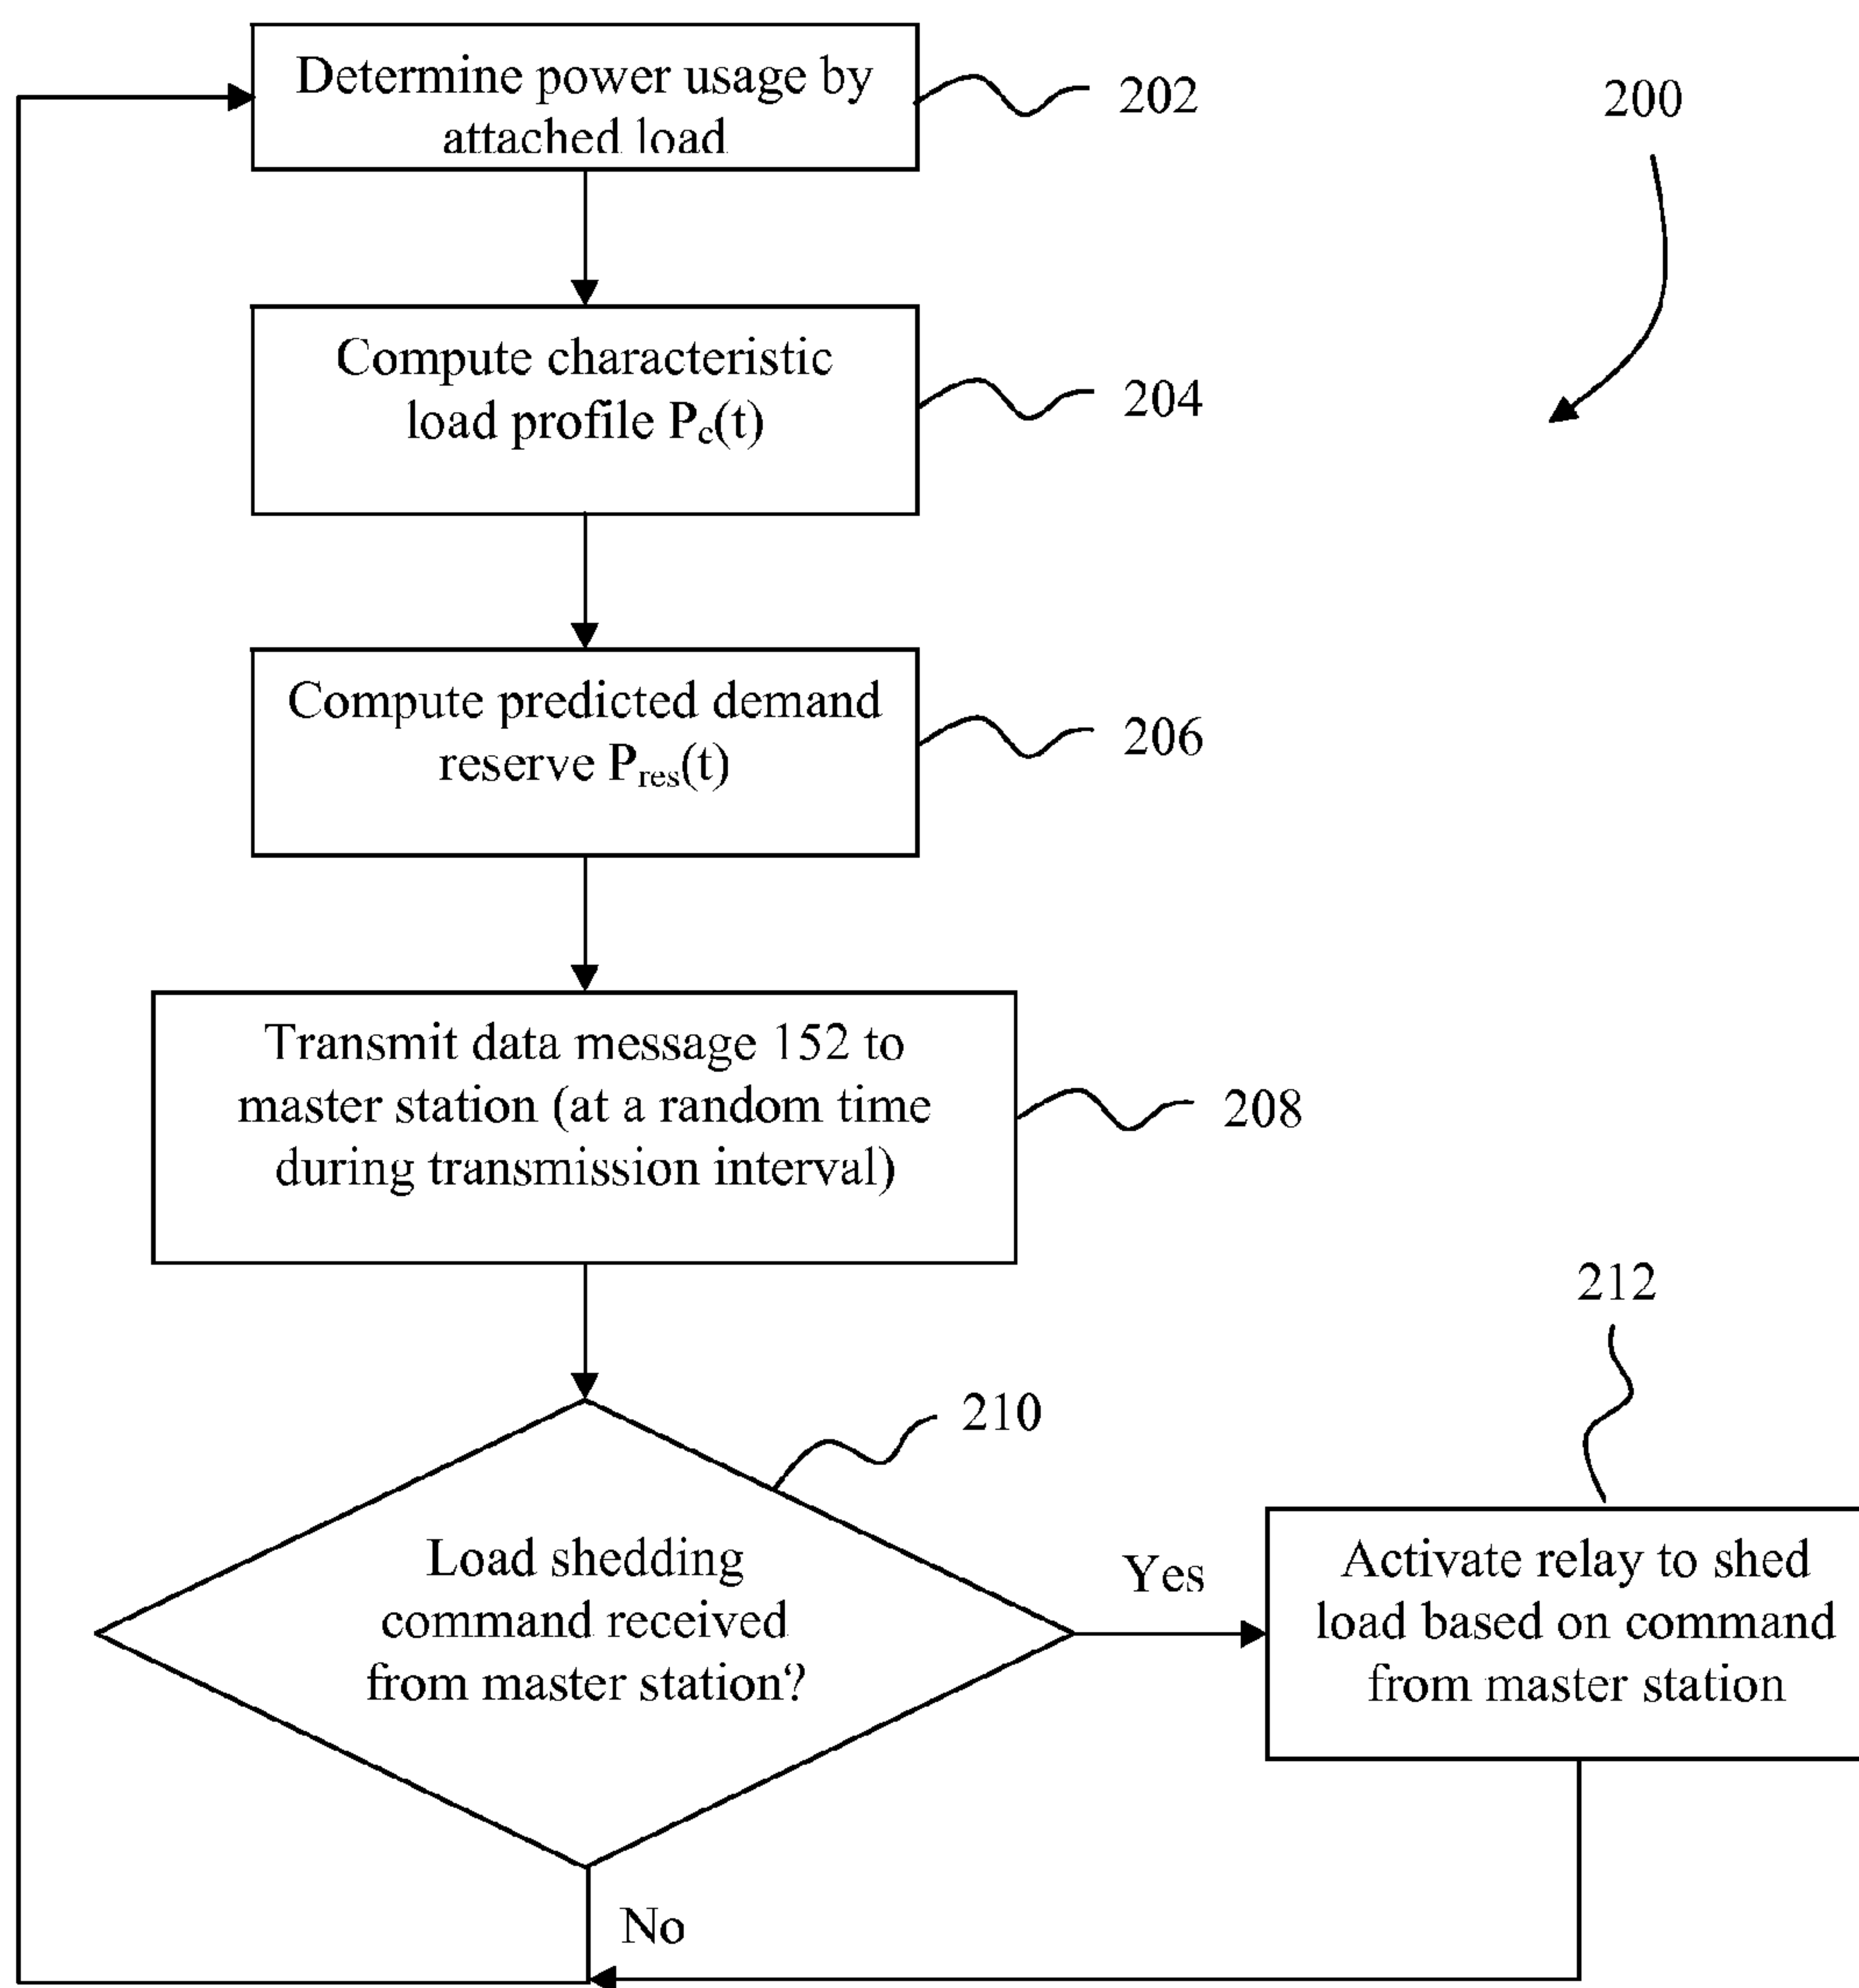 Determine power usage by
attached load
202
200
Compute characteristic
load profile Pc(t)
204
Compute predicted demand
reserve Pres(t)
206
Transmit data message 152 to
master station (at a random time
during transmission interval)
208
212
210
Load shedding
command received
from master station?
Yes
Activate relay to shed
load based on command
from master station
No